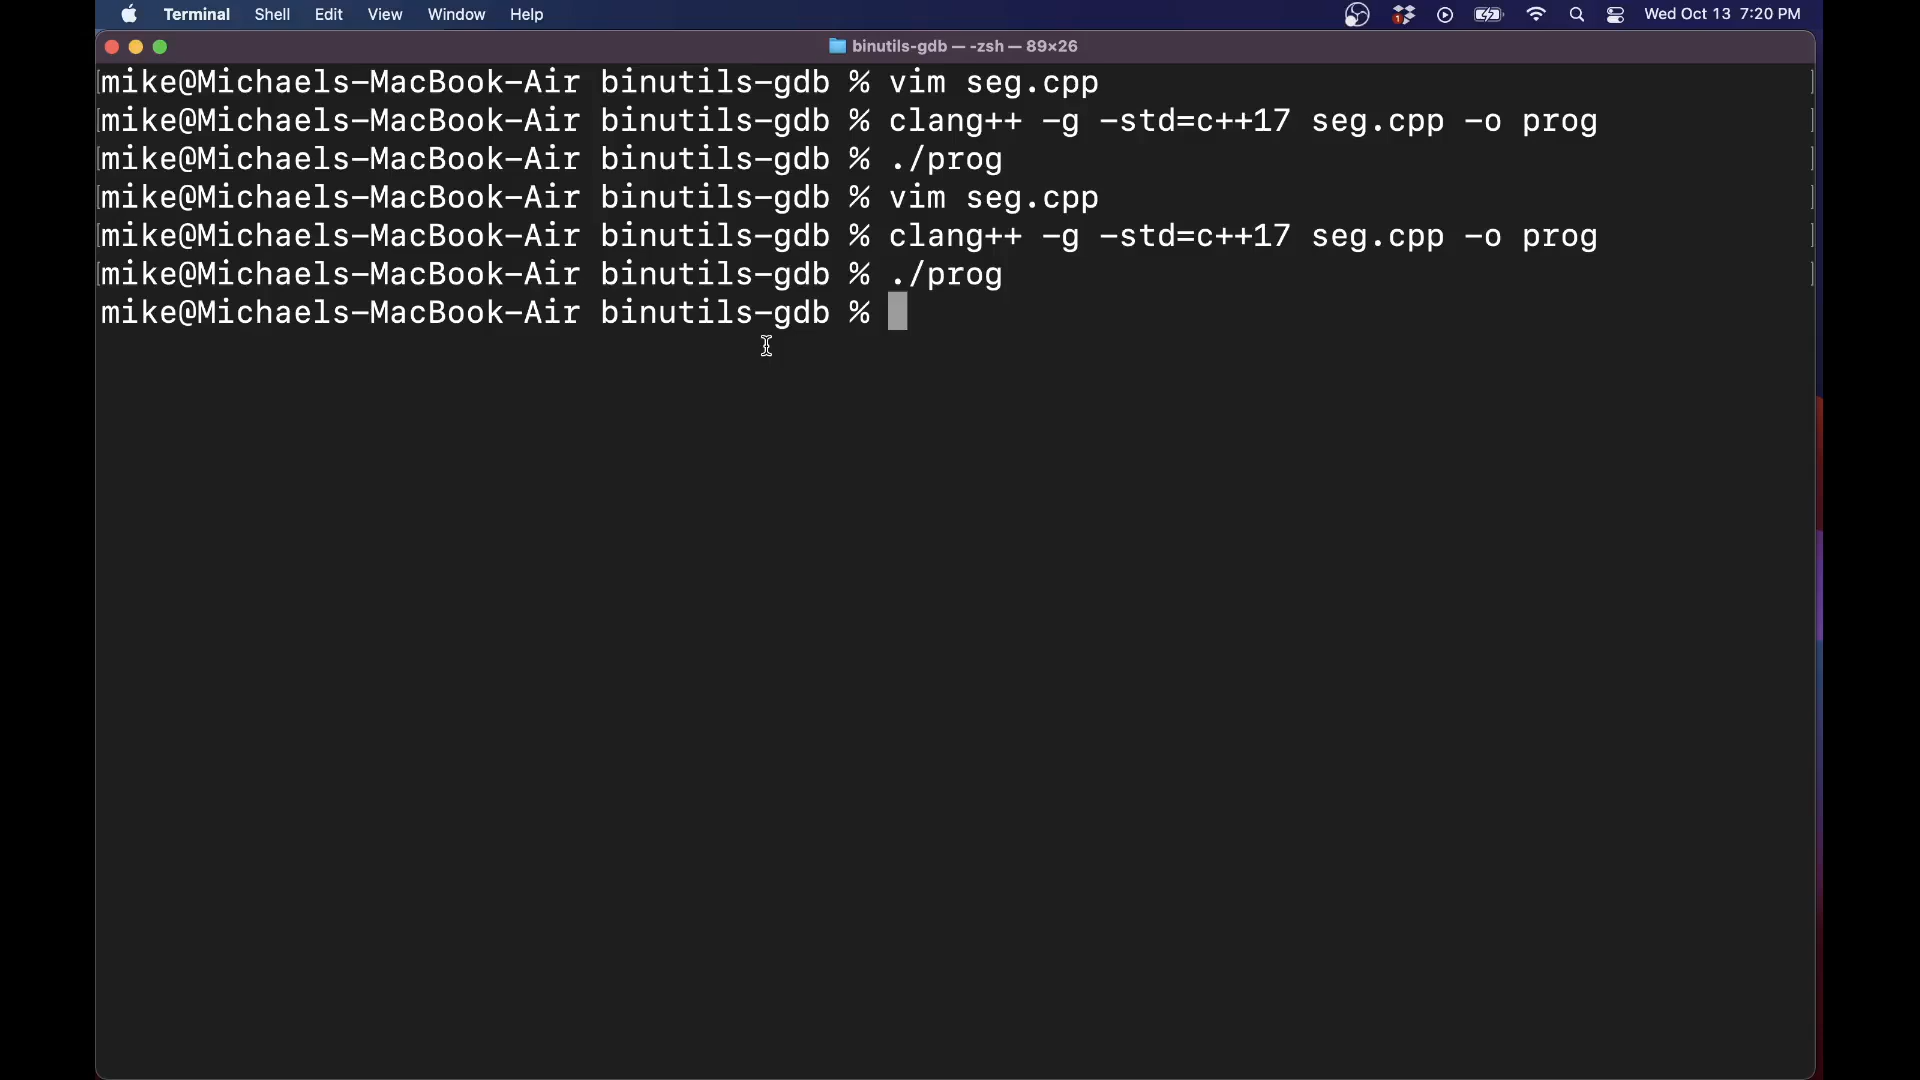 Terminal Shell Edit View Window Help 1 Wed Oct 13 7:20 PM
binutils-gdb — -zsh — 89×26
mike@Michaels-MacBook-Air binutils-gdb % vim seg.cpp
mike@Michaels-MacBook-Air binutils-gdb % clang++ -g -std=c++17 seg.cpp -o prog
mike@Michaels-MacBook-Air binutils-gdb % ./prog
mike@Michaels-MacBook-Air binutils-gdb % vim seg.cpp
mike@Michaels-MacBook-Air binutils-gdb % clang++ -g -std=c++17 seg.cpp -o prog
mike@Michaels-MacBook-Air binutils-gdb % ./prog
mike@Michaels-MacBook-Air binutils-gdb %